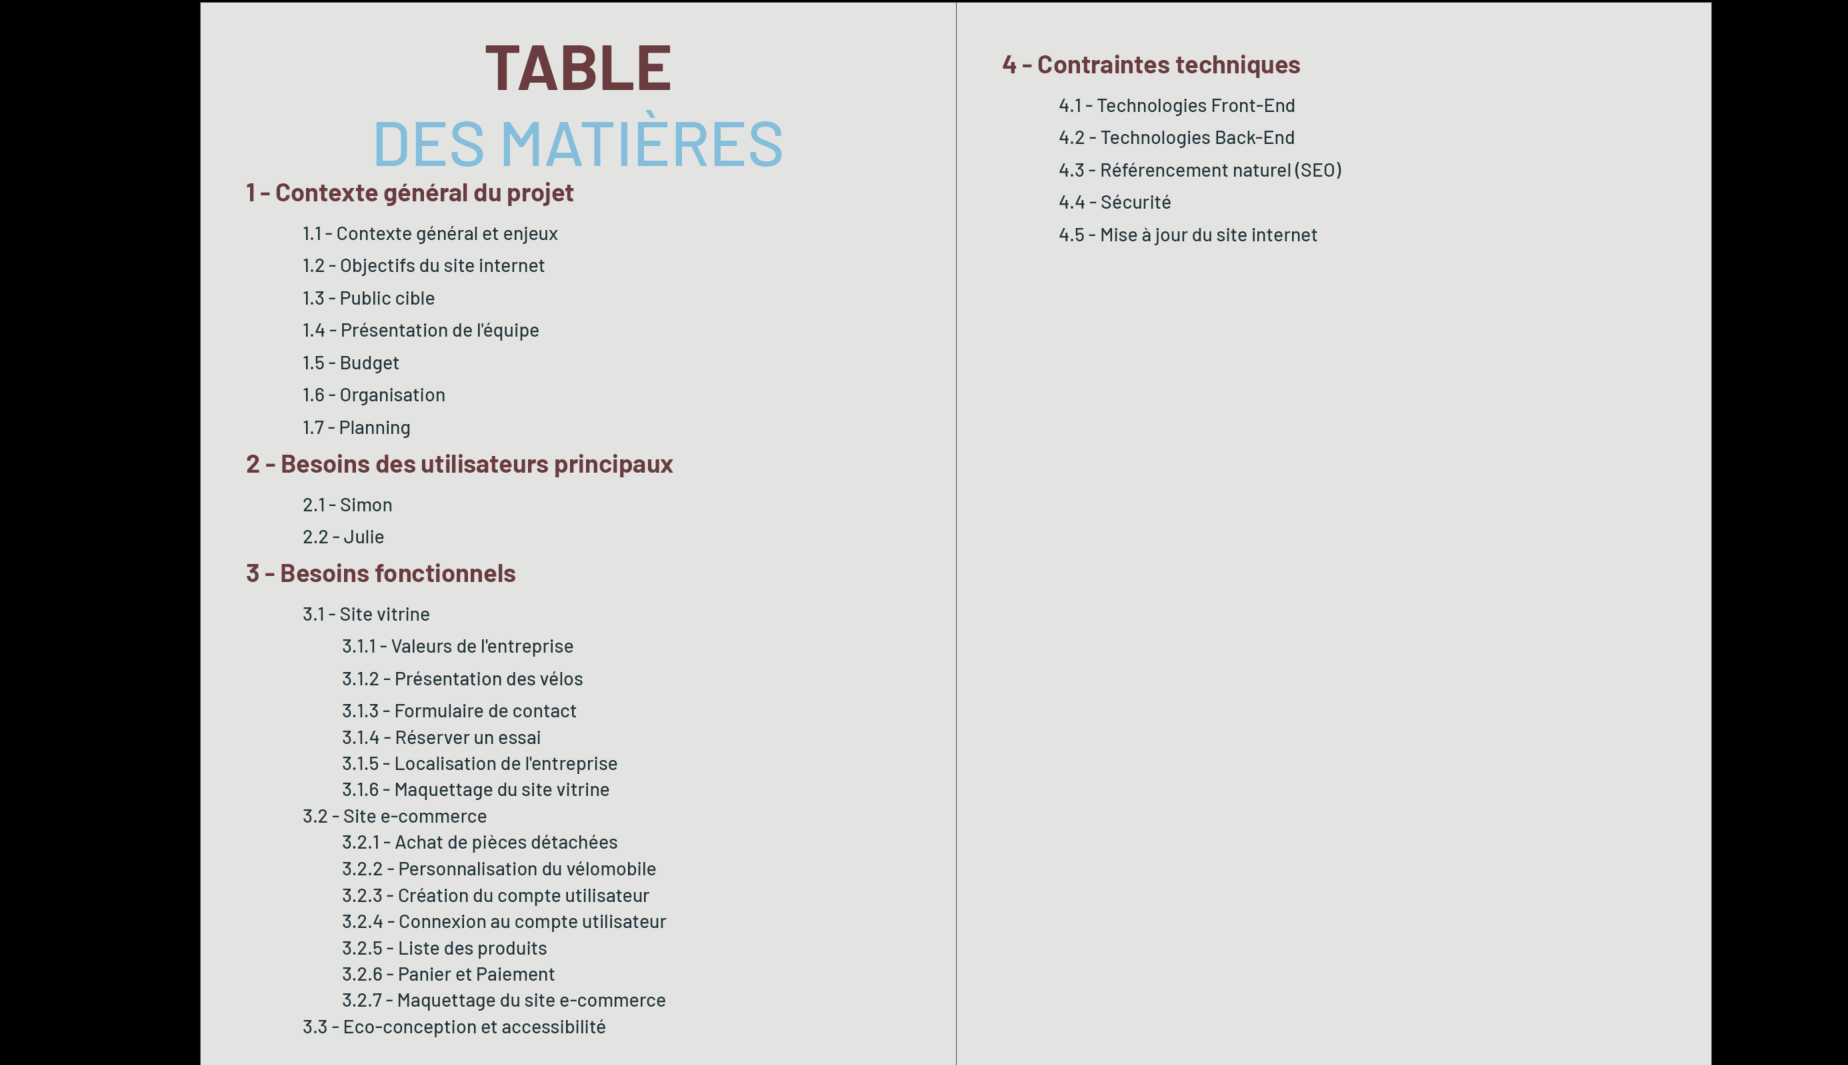 TABLE
DES MATIÈRES
1 - Contexte général du projet
1.1 - Contexte général et enjeux
1.2 - Objectifs du site internet
1.3 - Public cible
1.4 - Présentation de l'équipe
1.5 - Budget
1.6 - Organisation
1.7 - Planning
2 - Besoins des utilisateurs principaux
2.1 - Simon
2.2 - Julie
3 - Besoins fonctionnels
3.1 - Site vitrine
3.1.1 - Valeurs de l'entreprise
3.1.2 - Présentation des vélos
3.1.3 - Formulaire de contact
3.1.4 - Réserver un essai
3.1.5 - Localisation de l'entreprise
3.1.6 - Maquettage du site vitrine
3.2 - Site e-commerce
3.2.1 - Achat de pièces détachées
3.2.2 - Personnalisation du vélomobile
3.2.3 - Création du compte utilisateur
3.2.4 - Connexion au compte utilisateur
3.2.5 - Liste des produits
3.2.6 - Panier et Paiement
3.2.7 - Maquettage du site e-commerce
3.3 - Eco-conception et accessibilité
4 - Contraintes techniques
4.1 - Technologies Front-End
4.2 - Technologies Back-End
4.3 - Référencement naturel (SEO)
4.4 - Sécurité
4.5 - Mise à jour du site internet